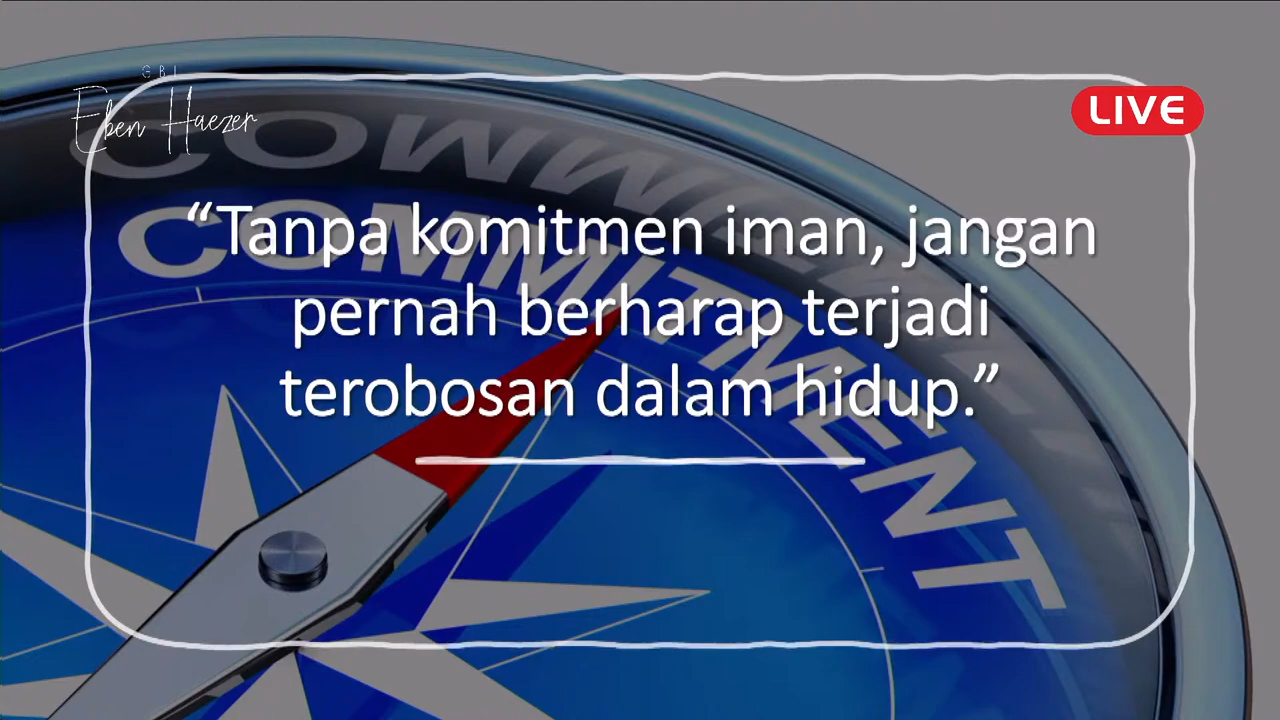 GBI
Eben Haezer
LIVE
COMMITMENT
“Tanpa komitmen iman, jangan
pernah berharap terjadi
terobosan dalam hidup.”